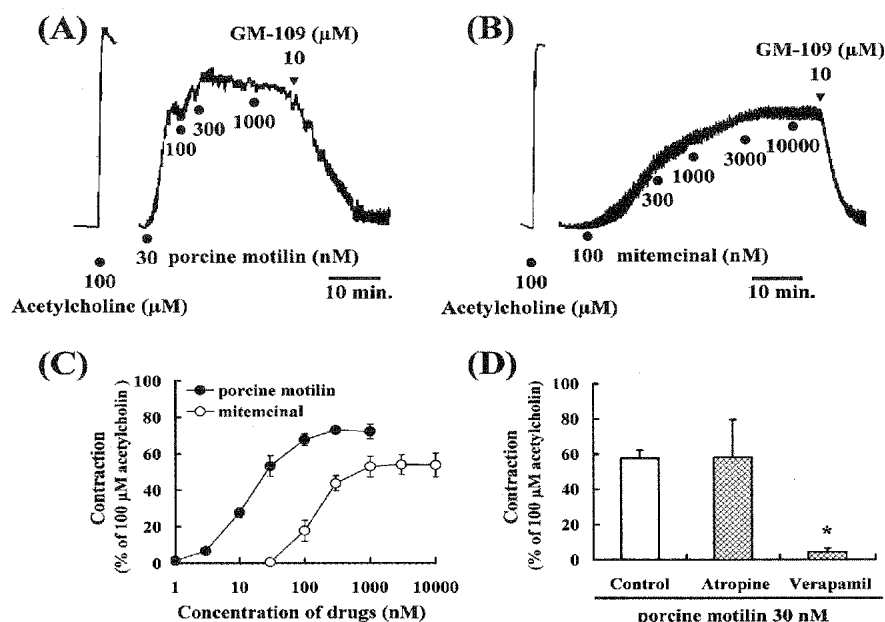 (A)
GM-109 (μM)
10
100
300
1000
30 porcine motilin (nM)
100
Acetylcholine (μM)
10 min.
(B)
GM-109 (μM)
10
300
1000
3000
10000
100 mitemcinal (nM)
100
Acetylcholine (μM)
10 min.
(C)
Contraction
(% of 100 μM acetylcholin)
100
80
60
40
20
0
porcine motilin
mitemcinal
1 10 100 1000 10000
Concentration of drugs (nM)
(D)
Contraction
(% of 100 μM acetylcholin)
100
80
60
40
20
0
*
Control Atropine Verapamil
porcine motilin 30 nM